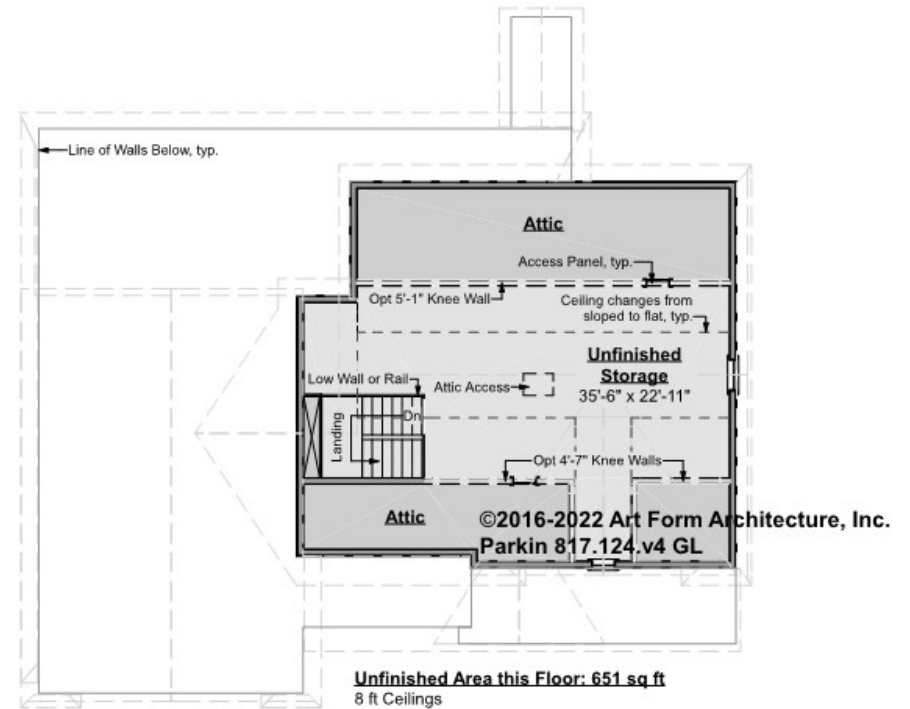 Line of Walls Below, typ.
Attic
Access Panel, typ.
Opt 5'-1" Knee Wall
Ceiling changes from
sloped to flat, typ.
Unfinished
Storage
35'-6" x 22'-11"
Low Wall or Rail
Attic Access
Dn
Landing
Opt 4'-7" Knee Walls
Attic
©2016-2022 Art Form Architecture, Inc.
Parkin 817.124.v4 GL
Unfinished Area this Floor: 651 sq ft
8 ft Ceilings